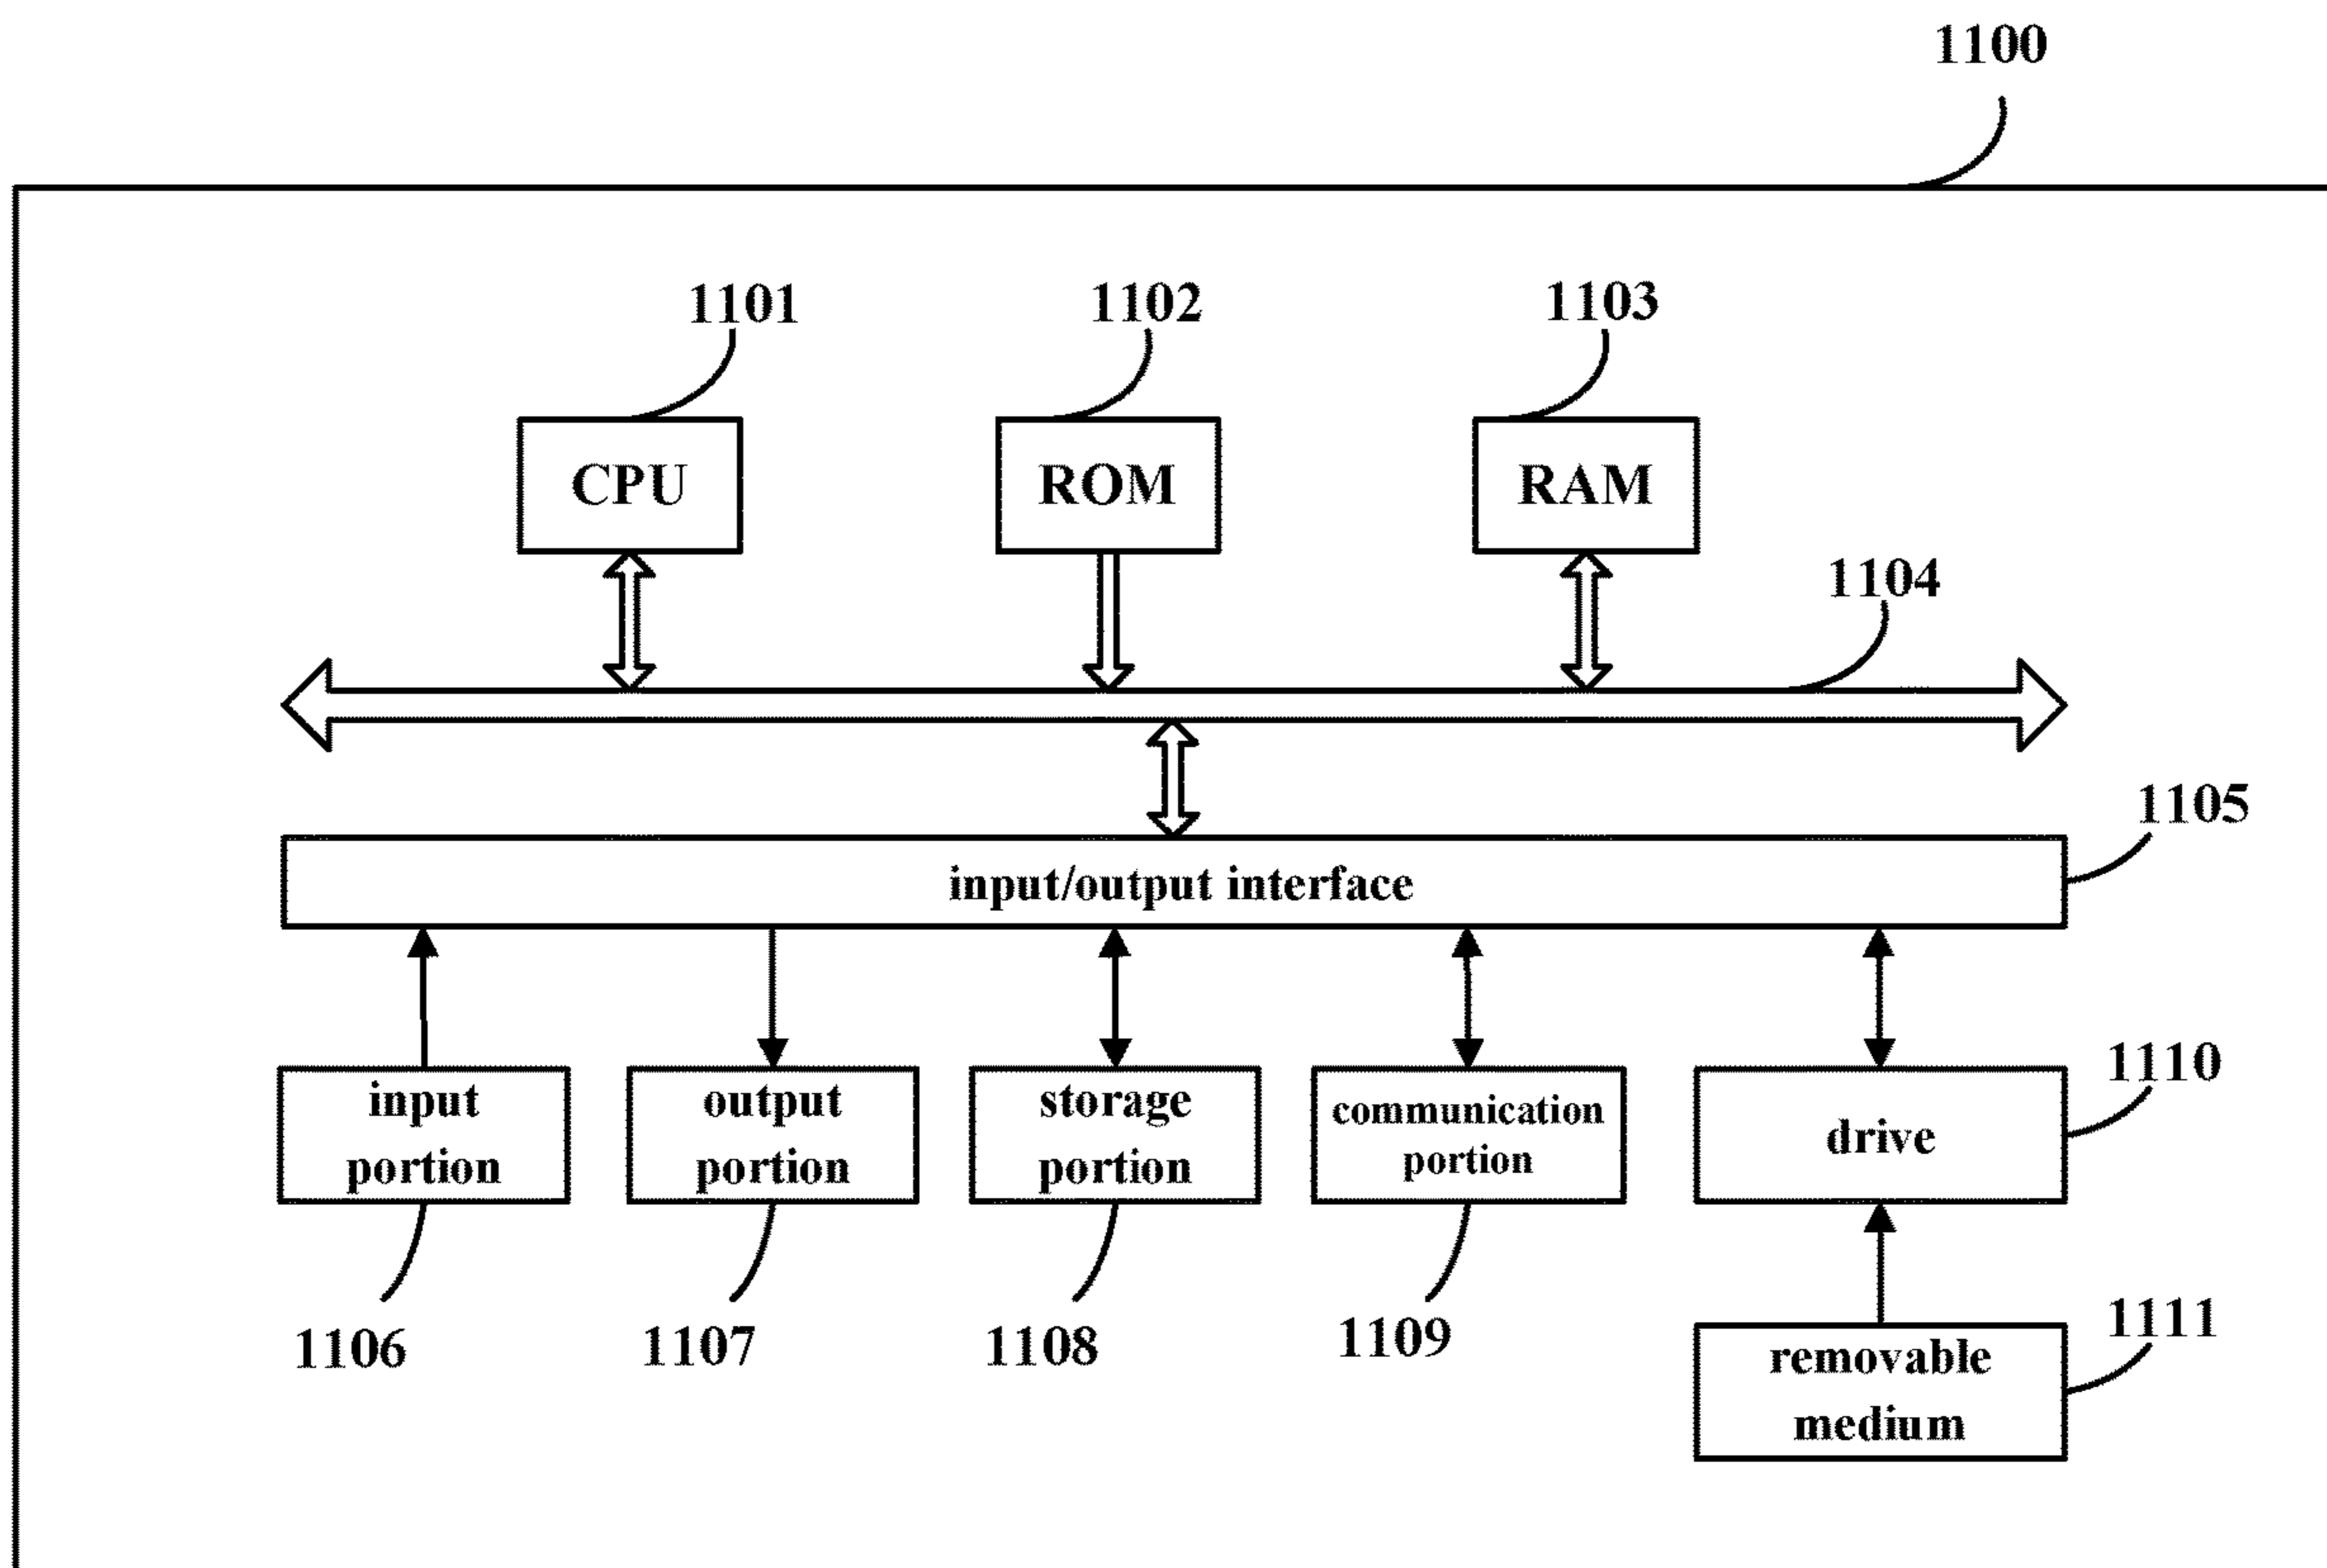 1100
1101
1102
1103
CPU
ROM
RAM
1104
1105
input/output interface
input
portion
output
portion
storage
portion
communication
portion
drive
1110
1106
1107
1108
1109
removable
medium
1111